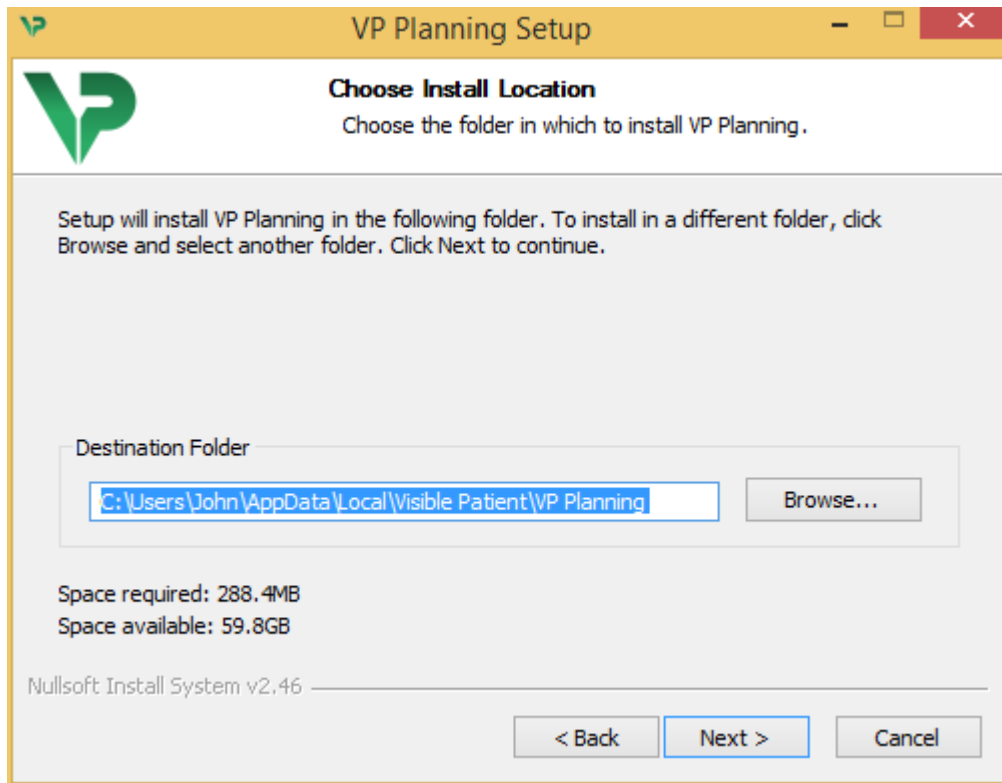 VP Planning Setup
VP
Choose Install Location
Choose the folder in which to install VP Planning.
Setup will install VP Planning in the following folder. To install in a different folder, click
Browse and select another folder. Click Next to continue.
Destination Folder
C:\Users\John\AppData\Local\Visible Patient\VP Planning
Browse...
Space required: 288.4MB
Space available: 59.8GB
Nullsoft Install System v2.46
< Back
Next >
Cancel